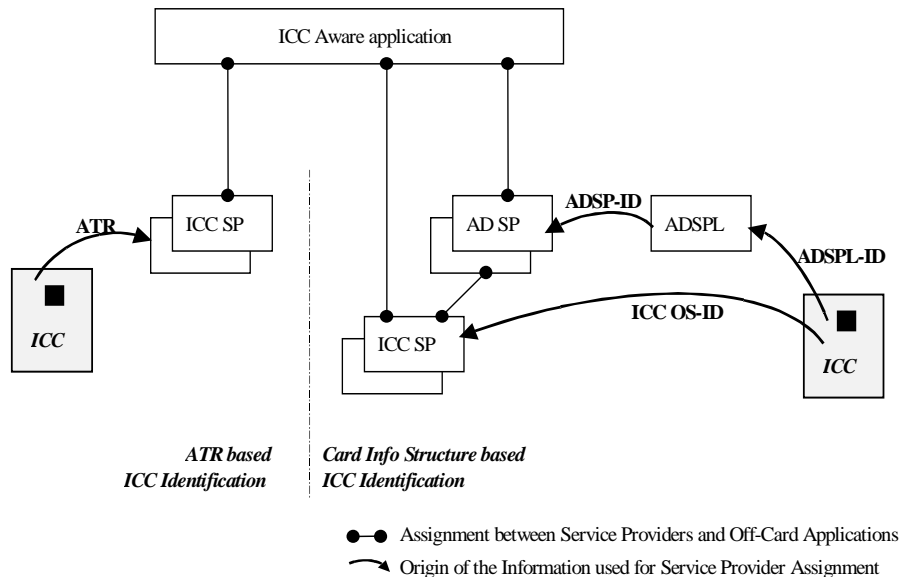 ICC Aware application
ICC SP
ATR
ICC
AD SP
ADSP-ID
ADSPL
ADSPL-ID
ICC OS-ID
ICC SP
ICC
ATR based
ICC Identification
Card Info Structure based
ICC Identification
Assignment between Service Providers and Off-Card Applications
Origin of the Information used for Service Provider Assignment